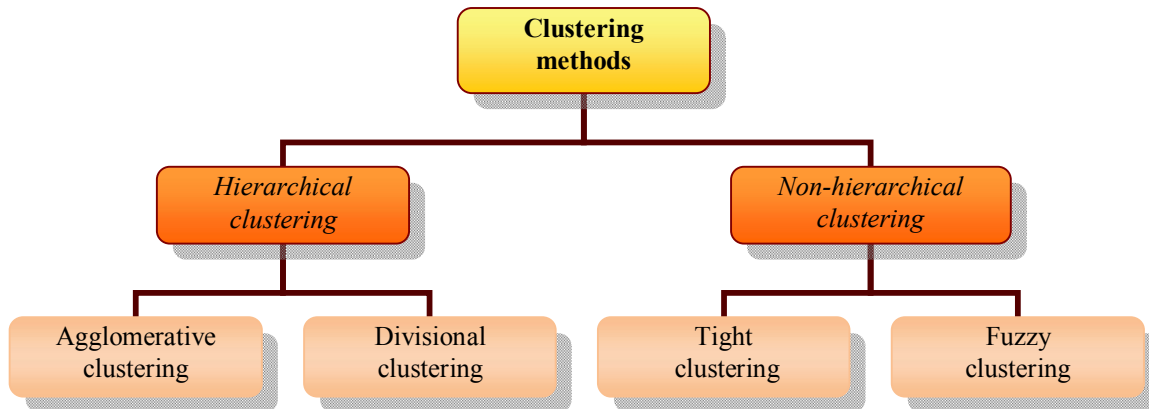 Clustering
methods
Hierarchical
clustering
Non-hierarchical
clustering
Agglomerative
clustering
Divisional
clustering
Tight
clustering
Fuzzy
clustering